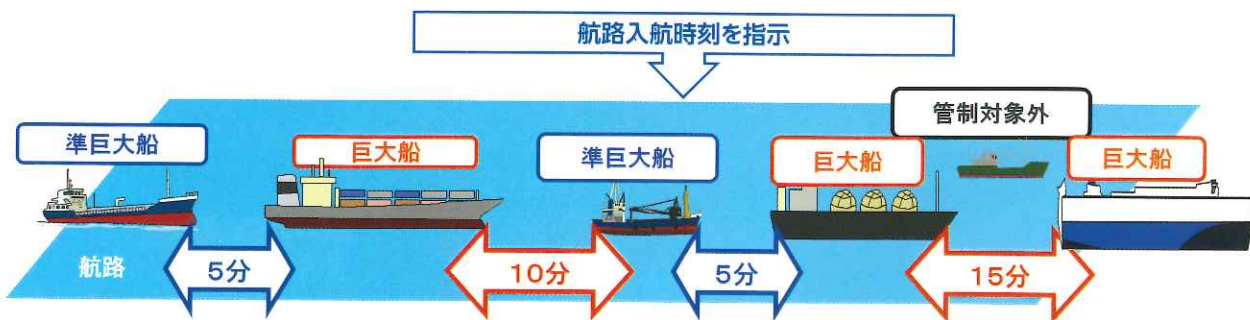 航路入航時刻を指示
管制対象外
準巨大船
巨大船
準巨大船
巨大船
巨大船
航路
5分
10分
5分
15分